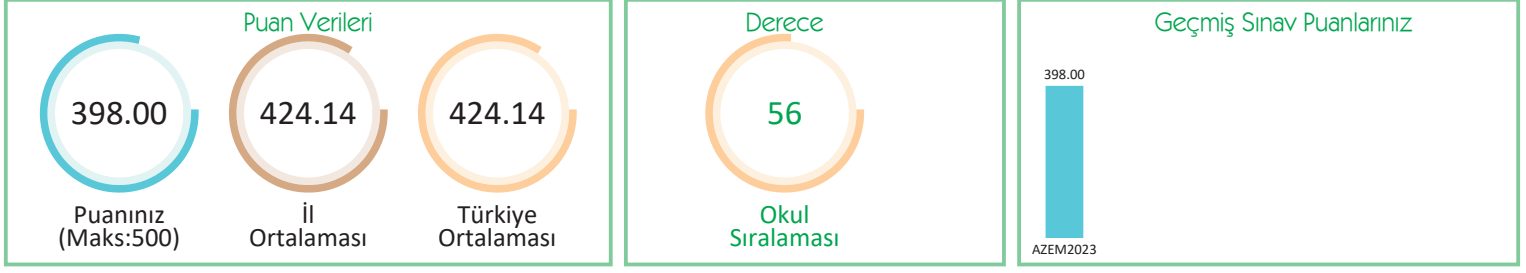 Puan Verileri
398.00
424.14
424.14
Puanınız
(Maks:500)
İl
Ortalaması
Türkiye
Ortalaması
Derece
56
Okul
Sıralaması
Geçmiş Sınav Puanlarınız
398.00
AZEM2023